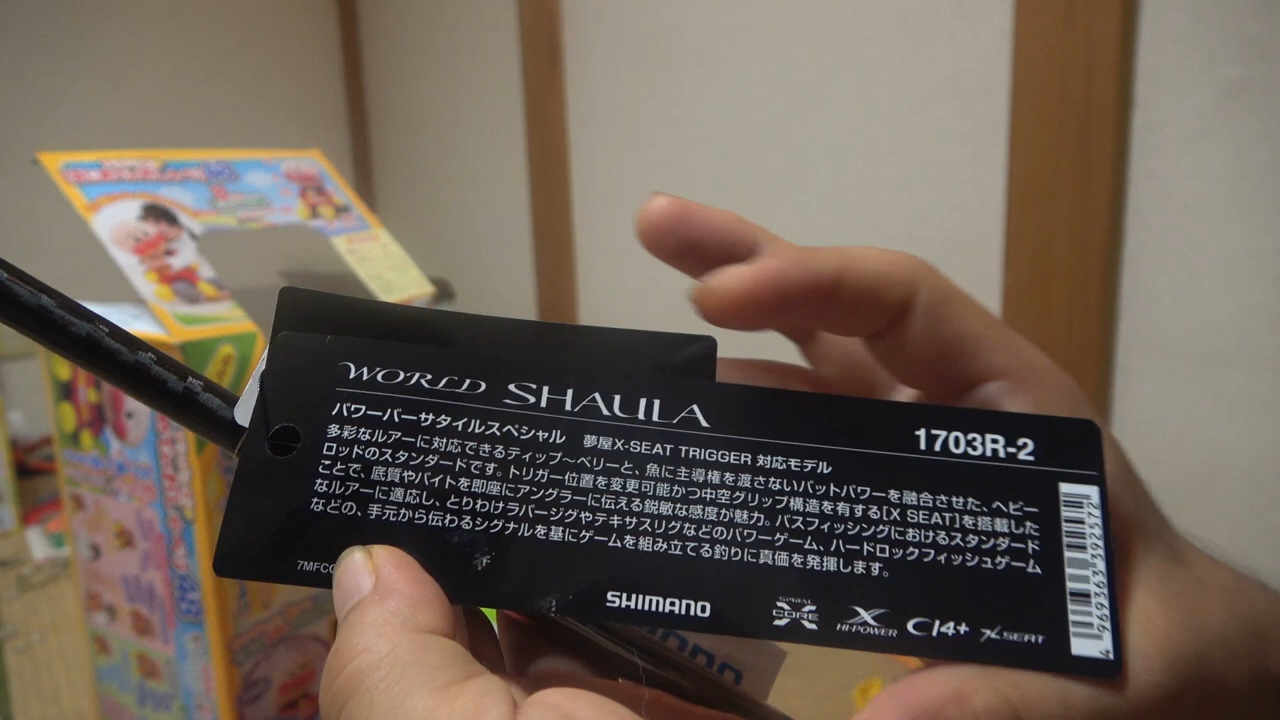 WORLD SHAULA
1703R-2
パワーバーサタイルスペシャル 夢屋X-SEAT TRIGGER 対応モデル
多彩なルアーに対応できるティップ～ベリーと、魚に主導権を渡さないバットパワーを融合させた、ヘビー
ロッドのスタンダードです。トリガー位置を変更可能かつ中空グリップ構造を有する[X SEAT]を搭載した
ことで、底質やバイトを即座にアングラーに伝える鋭敏な感度が魅力。バスフィッシングにおけるスタンダード
なルアーに適応し、とりわけラバージグやテキサスリグなどのパワーゲーム、ハードロックフィッシュゲーム
などの、手元から伝わるシグナルを基にゲームを組み立てる釣りに真価を発揮します。
7MFC
SHIMANO
SPIRAL X CORE
X HI-POWER
CI4+
X SEAT
4 969363 392572